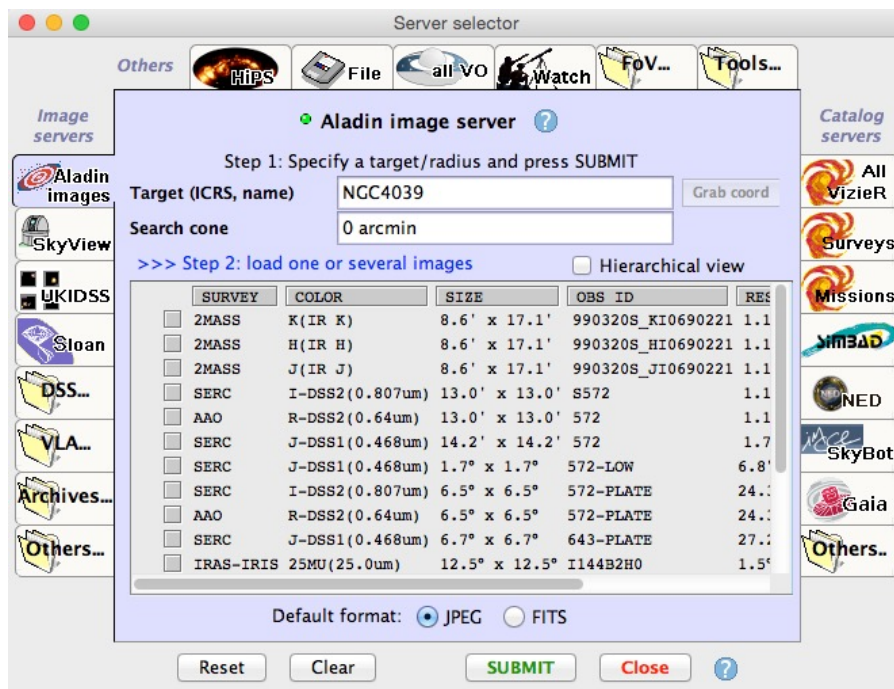 Server selector
Others HiPS File all VO Watch FoV... Tools...
Image servers
Catalog servers
Aladin images
SkyView
UKIDSS
Sloan
DSS...
VLA...
Archives...
Others...
Aladin image server ?
Step 1: Specify a target/radius and press SUBMIT
Target (ICRS, name) NGC4039 Grab coord
Search cone 0 arcmin
>>> Step 2: load one or several images Hierarchical view
SURVEY COLOR SIZE OBS ID RES
2MASS K(IR K) 8.6' x 17.1' 990320S_KI0690221 1.1
2MASS H(IR H) 8.6' x 17.1' 990320S_HI0690221 1.1
2MASS J(IR J) 8.6' x 17.1' 990320S_JI0690221 1.1
SERC I-DSS2(0.807um) 13.0' x 13.0' S572 1.1
AAO R-DSS2(0.64um) 13.0' x 13.0' 572 1.1
SERC J-DSS1(0.468um) 14.2' x 14.2' 572 1.7
SERC J-DSS1(0.468um) 1.7° x 1.7° 572-LOW 6.8'
SERC I-DSS2(0.807um) 6.5° x 6.5° 572-PLATE 24.
AAO R-DSS2(0.64um) 6.5° x 6.5° 572-PLATE 24.
SERC J-DSS1(0.468um) 6.7° x 6.7° 643-PLATE 27.2
IRAS-IRIS 25MU(25.0um) 12.5° x 12.5° I144B2H0 1.5°
Default format: JPEG FITS
All VizieR
Surveys
Missions
SIMBAD
NED
SkyBot
Gaia
Others..
Reset Clear SUBMIT Close ?